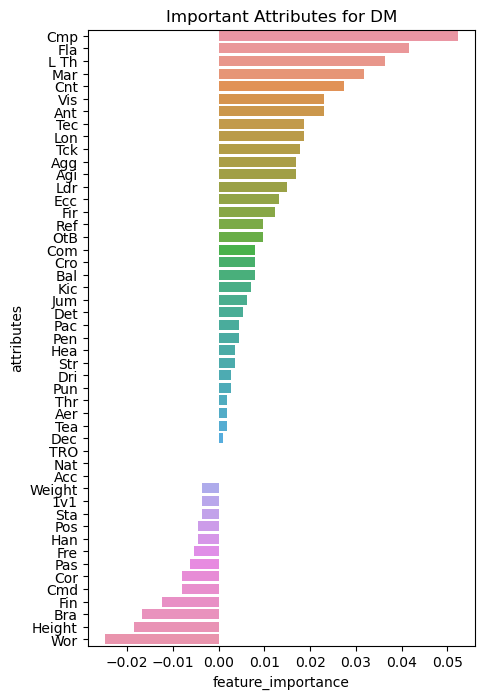 Important Attributes for DM
Cmp
Fla
L Th
Mar
Cnt
Vis
Ant
Tec
Lon
Tck
Agg
Agi
Ldr
Ecc
Fir
Ref
OtB
Com
Cro
Bal
Kic
Jum
Det
Pac
Pen
Hea
Str
Dri
Pun
Thr
Aer
Tea
Dec
TRO
Nat
Acc
Weight
1v1
Sta
Pos
Han
Fre
Pas
Cor
Cmd
Fin
Bra
Height
Wor
attributes
−0.02 −0.01 0.00 0.01 0.02 0.03 0.04 0.05
feature_importance